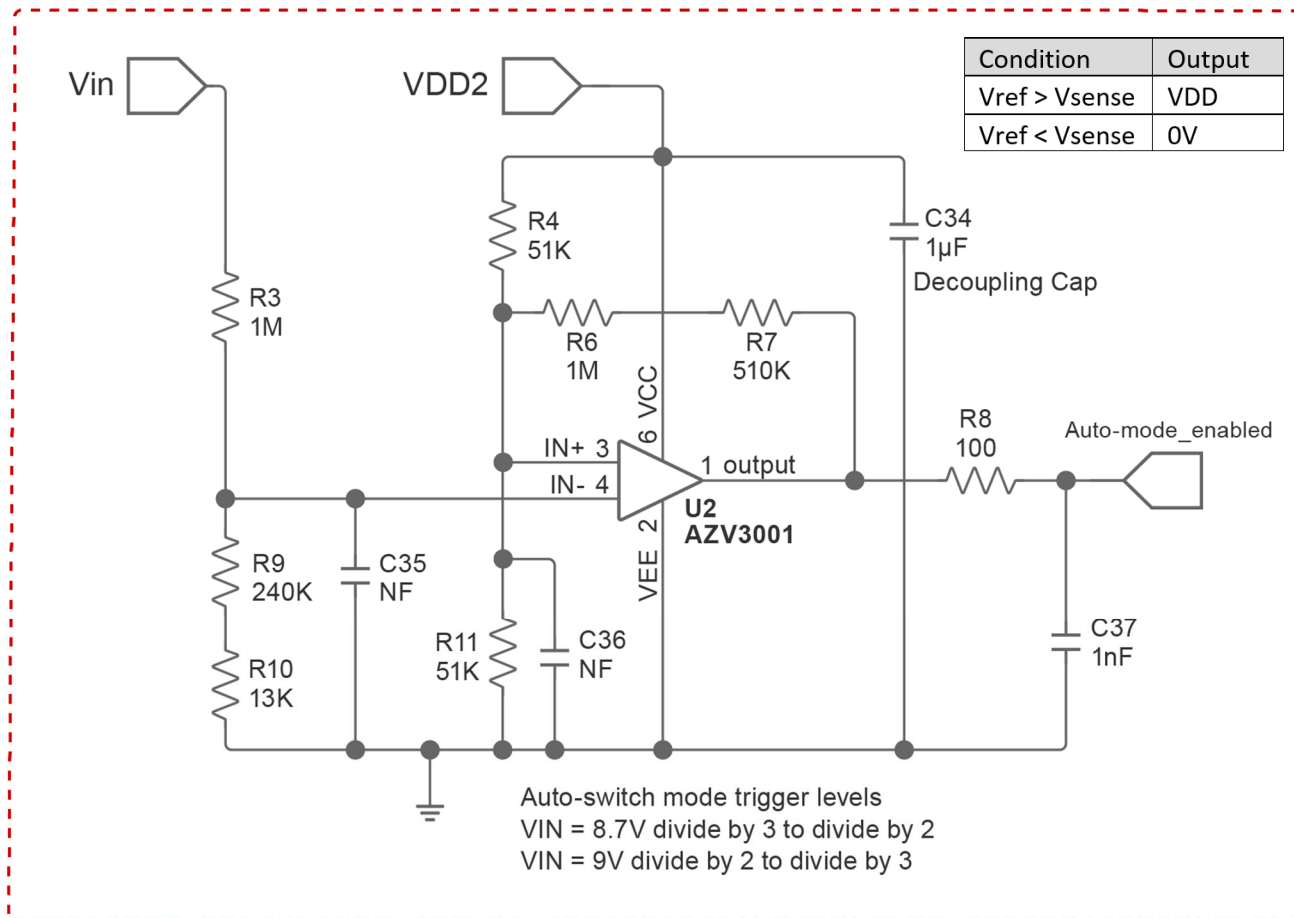 Vin
VDD2
Condition Output
Vref > Vsense VDD
Vref < Vsense 0V
R4
51K
C34
1µF
Decoupling Cap
R3
1M
R6
1M
R7
510K
6 VCC
R8
100
Auto-mode_enabled
IN+ 3
IN- 4
1 output
U2
AZV3001
VEE 2
R9
240K
C35
NF
R11
51K
C36
NF
C37
1nF
R10
13K
Auto-switch mode trigger levels
VIN = 8.7V divide by 3 to divide by 2
VIN = 9V divide by 2 to divide by 3